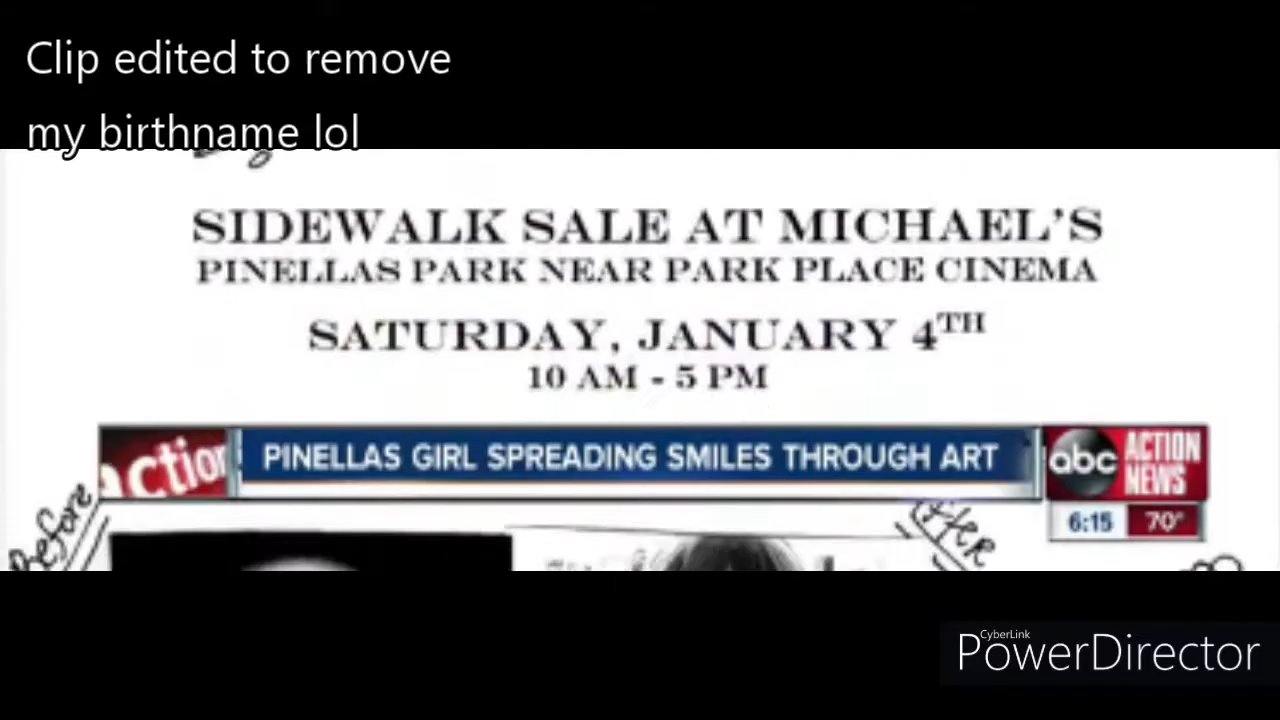 Clip edited to remove
my birthname lol
SIDEWALK SALE AT MICHAEL'S
PINELLAS PARK NEAR PARK PLACE CINEMA
SATURDAY, JANUARY 4TH
10 AM - 5 PM
action PINELLAS GIRL SPREADING SMILES THROUGH ART abc ACTION NEWS
6:15 70°
Before
After
CyberLink
PowerDirector